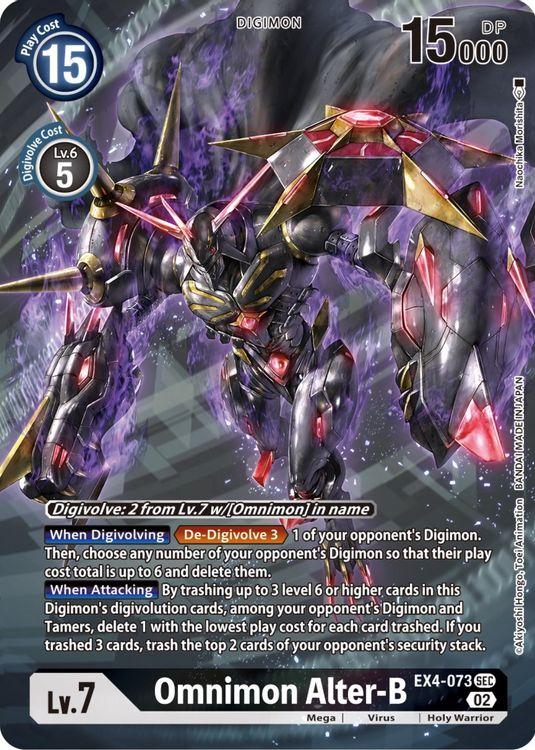 DIGIMON
Play Cost
15
15000
DP
Digivolve Cost
Lv.6
5
Naochika Morishita
Digivolve: 2 from Lv.7 w/[Omnimon] in name
When Digivolving De-Digivolve 3 1 of your opponent's Digimon.
Then, choose any number of your opponent's Digimon so that their play
cost total is up to 6 and delete them.
When Attacking By trashing up to 3 level 6 or higher cards in this
Digimon's digivolution cards, among your opponent's Digimon and
Tamers, delete 1 with the lowest play cost for each card trashed. If you
trashed 3 cards, trash the top 2 cards of your opponent's security stack.
©Akiyoshi Hongo, Toei Animation BANDAI MADE IN JAPAN
Lv.7
Omnimon Alter-B
EX4-073 SEC
02
Mega | Virus | Holy Warrior